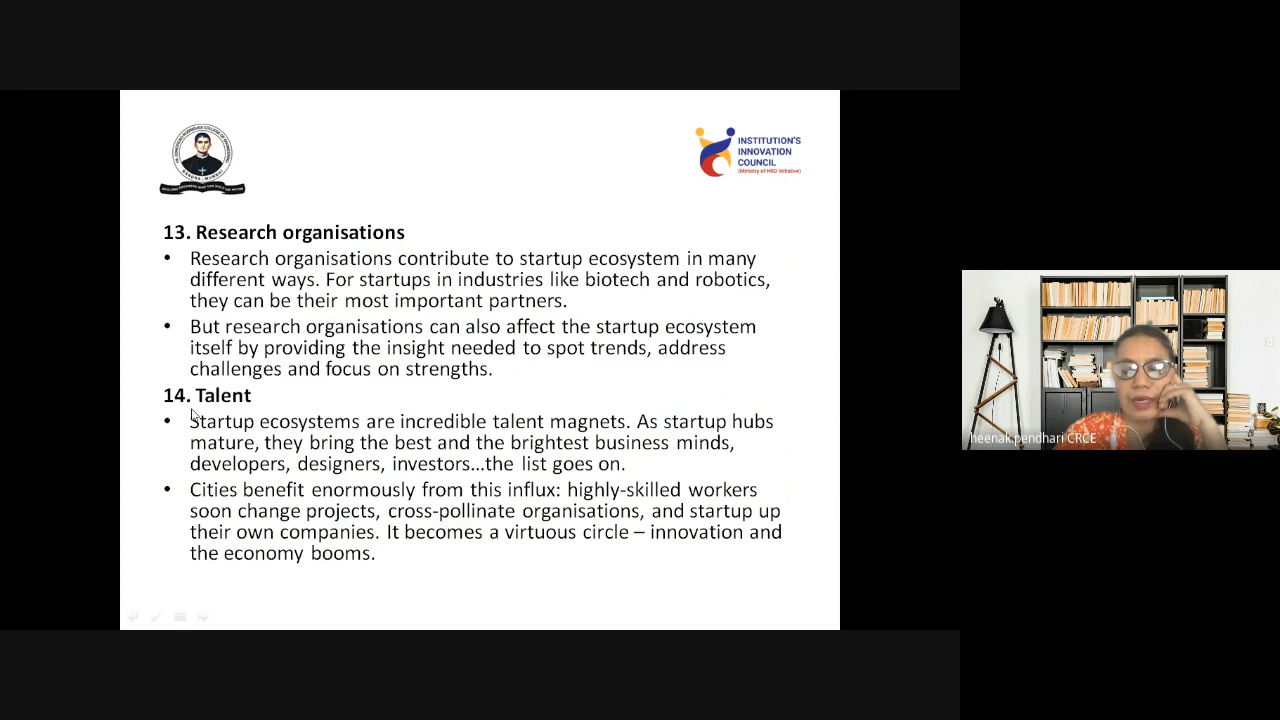 INSTITUTION'S
INNOVATION
COUNCIL
(Ministry of HRD Initiative)
13. Research organisations
• Research organisations contribute to startup ecosystem in many
different ways. For startups in industries like biotech and robotics,
they can be their most important partners.
• But research organisations can also affect the startup ecosystem
itself by providing the insight needed to spot trends, address
challenges and focus on strengths.
14. Talent
• Startup ecosystems are incredible talent magnets. As startup hubs
mature, they bring the best and the brightest business minds,
developers, designers, investors...the list goes on.
• Cities benefit enormously from this influx: highly-skilled workers
soon change projects, cross-pollinate organisations, and startup up
their own companies. It becomes a virtuous circle – innovation and
the economy booms.
heenak.pendhari CRCE